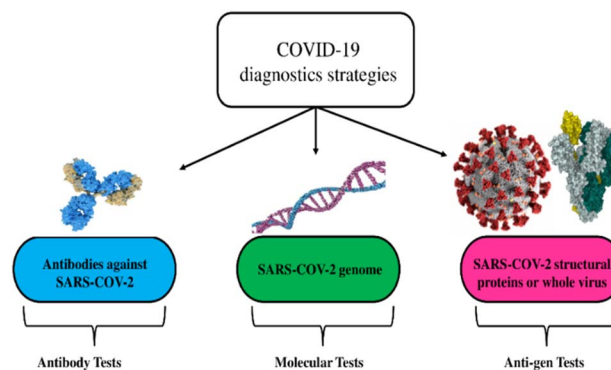 COVID-19
diagnostics strategies
Antibodies against
SARS-COV-2
SARS-COV-2 genome
SARS-COV-2 structural
proteins or whole virus
Antibody Tests
Molecular Tests
Anti-gen Tests